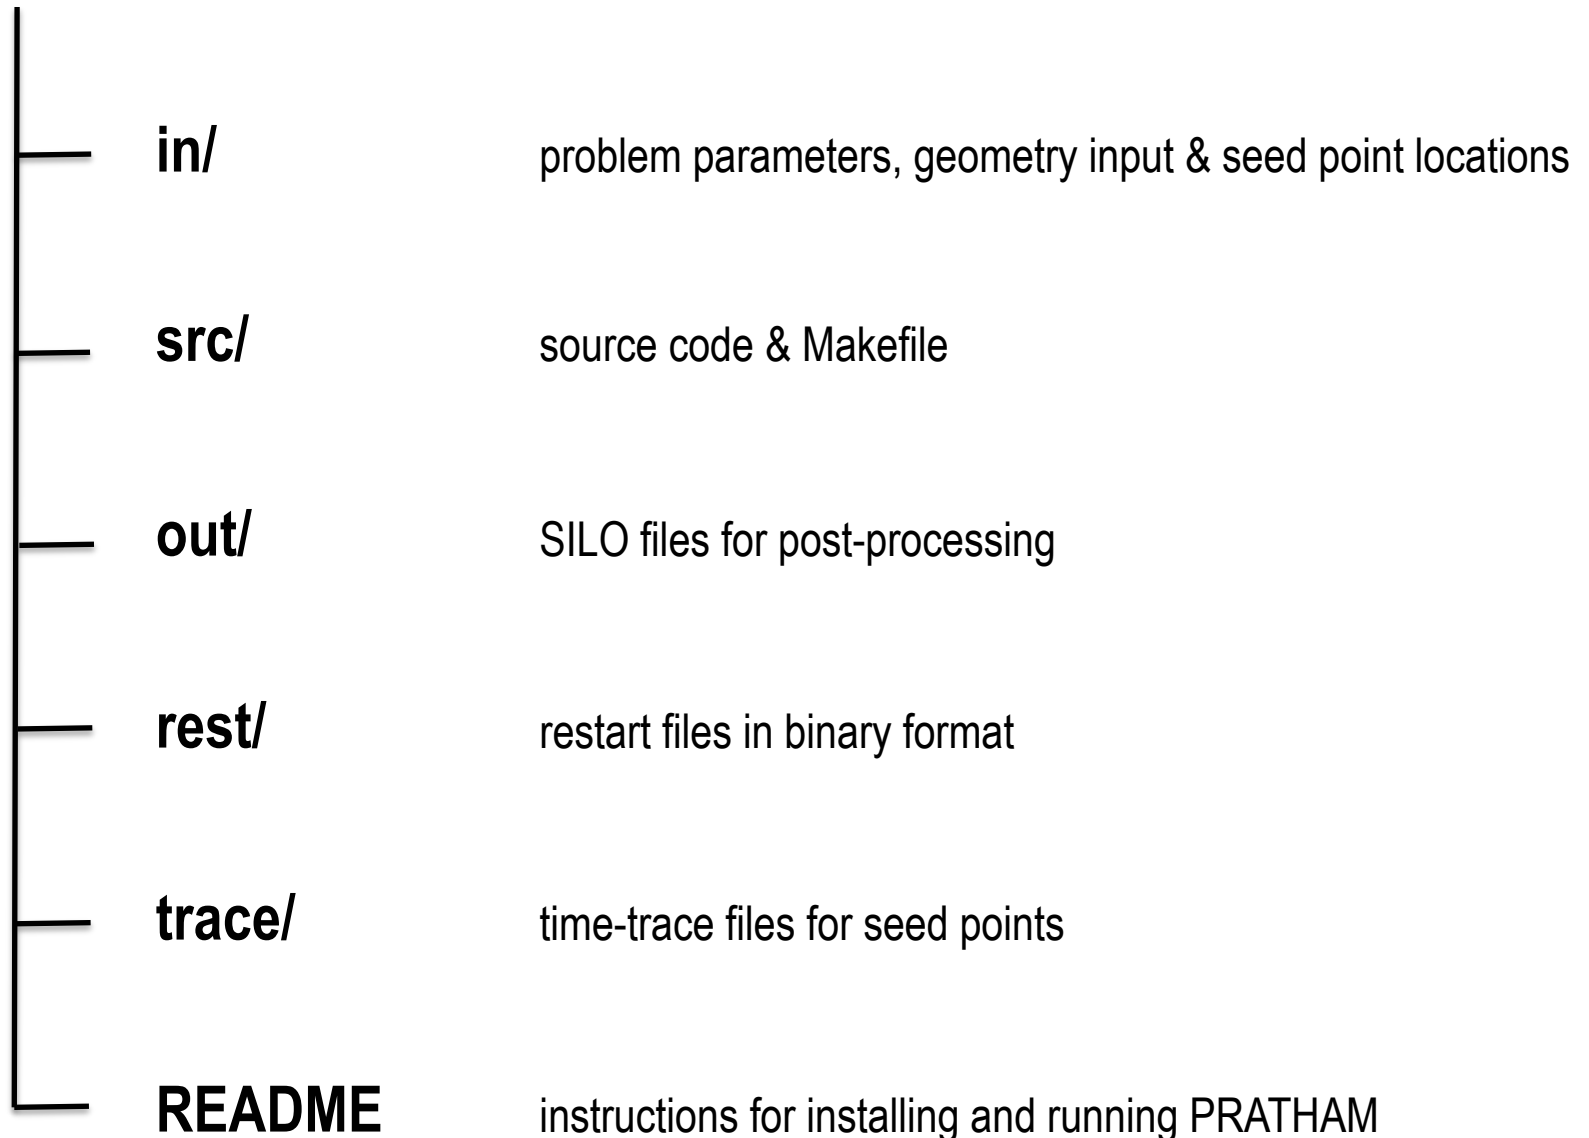 in/ problem parameters, geometry input & seed point locations
src/ source code & Makefile
out/ SILO files for post-processing
rest/ restart files in binary format
trace/ time-trace files for seed points
README instructions for installing and running PRATHAM